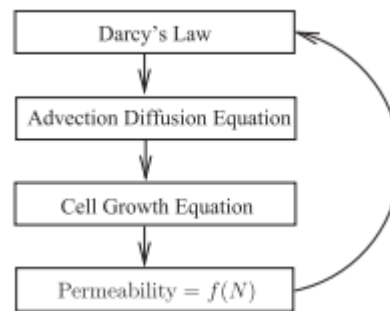 Darcy's Law
Advection Diffusion Equation
Cell Growth Equation
Permeability = f(N)